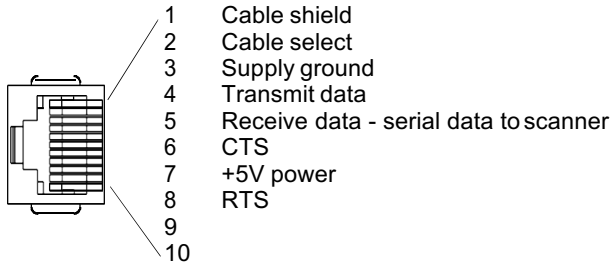 1 Cable shield
2 Cable select
3 Supply ground
4 Transmit data
5 Receive data - serial data to scanner
6 CTS
7 +5V power
8 RTS
9
10